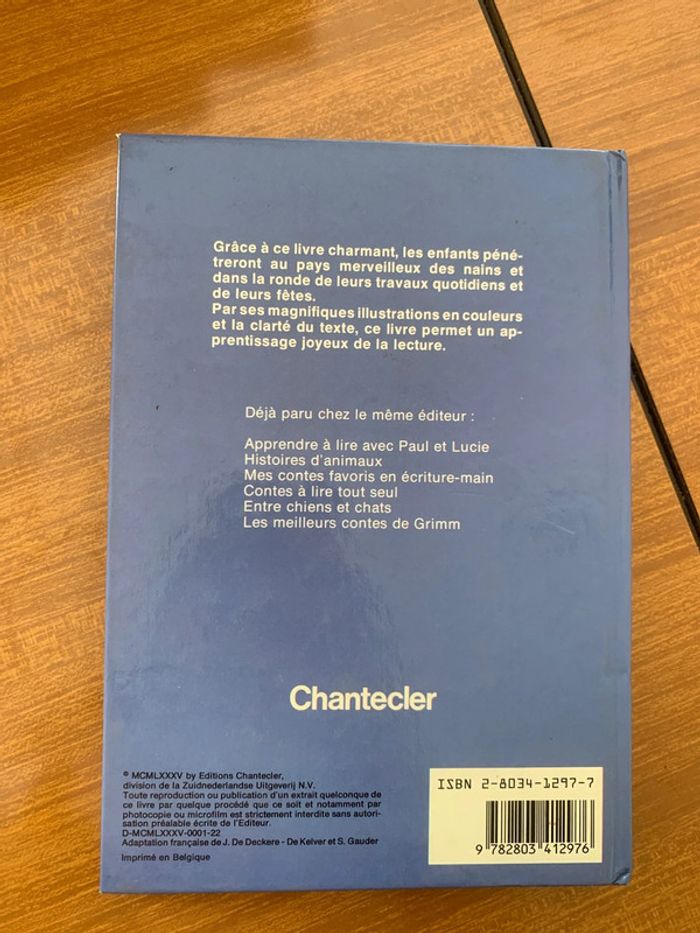 Grâce à ce livre charmant, les enfants péné-
treront au pays merveilleux des nains et
dans la ronde de leurs travaux quotidiens et
de leurs fêtes.
Par ses magnifiques illustrations en couleurs
et la clarté du texte, ce livre permet un ap-
prentissage joyeux de la lecture.
Déjà paru chez le même éditeur :
Apprendre à lire avec Paul et Lucie
Histoires d'animaux
Mes contes favoris en écriture-main
Contes à lire tout seul
Entre chiens et chats
Les meilleurs contes de Grimm
Chantecler
© MCMLXXXV by Editions Chantecler,
division de la Zuidnederlandse Uitgeverij N.V.
Toute reproduction ou publication d'un extrait quelconque de
ce livre par quelque procédé que ce soit et notamment par
photocopie ou microfilm est strictement interdite sans autori-
sation préalable écrite de l'Editeur.
D-MCMLXXXV-0001-22
Adaptation française de J. De Deckere - De Kelver et S. Gauder
Imprimé en Belgique
ISBN 2-8034-1297-7
9 782803 412976